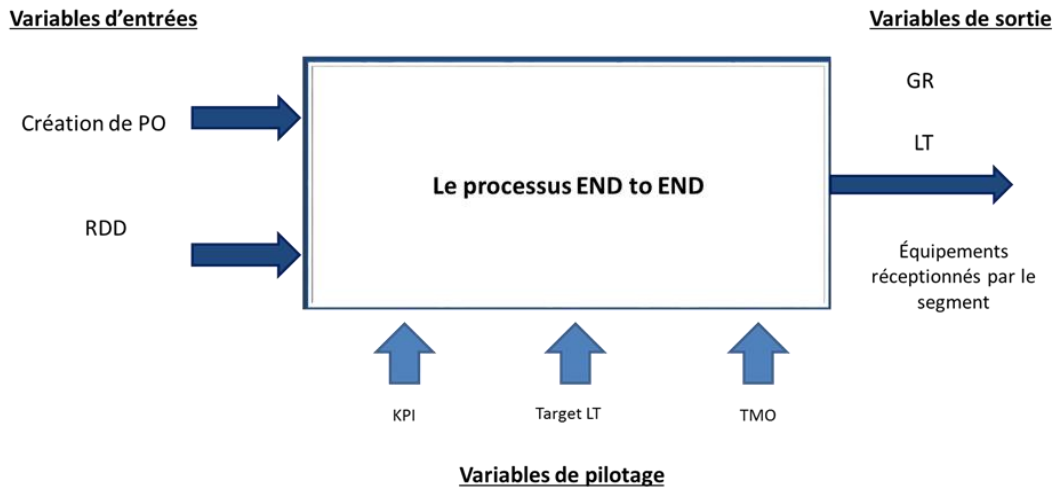 Variables d'entrées
Variables de sortie
Création de PO
RDD
Le processus END to END
GR
LT
Équipements
réceptionnés par le
segment
KPI
Target LT
TMO
Variables de pilotage